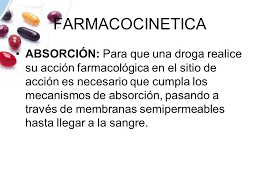 FARMACOCINETICA
• ABSORCIÓN: Para que una droga realice
su acción farmacológica en el sitio de
acción es necesario que cumpla los
mecanismos de absorción, pasando a
través de membranas semipermeables
hasta llegar a la sangre.